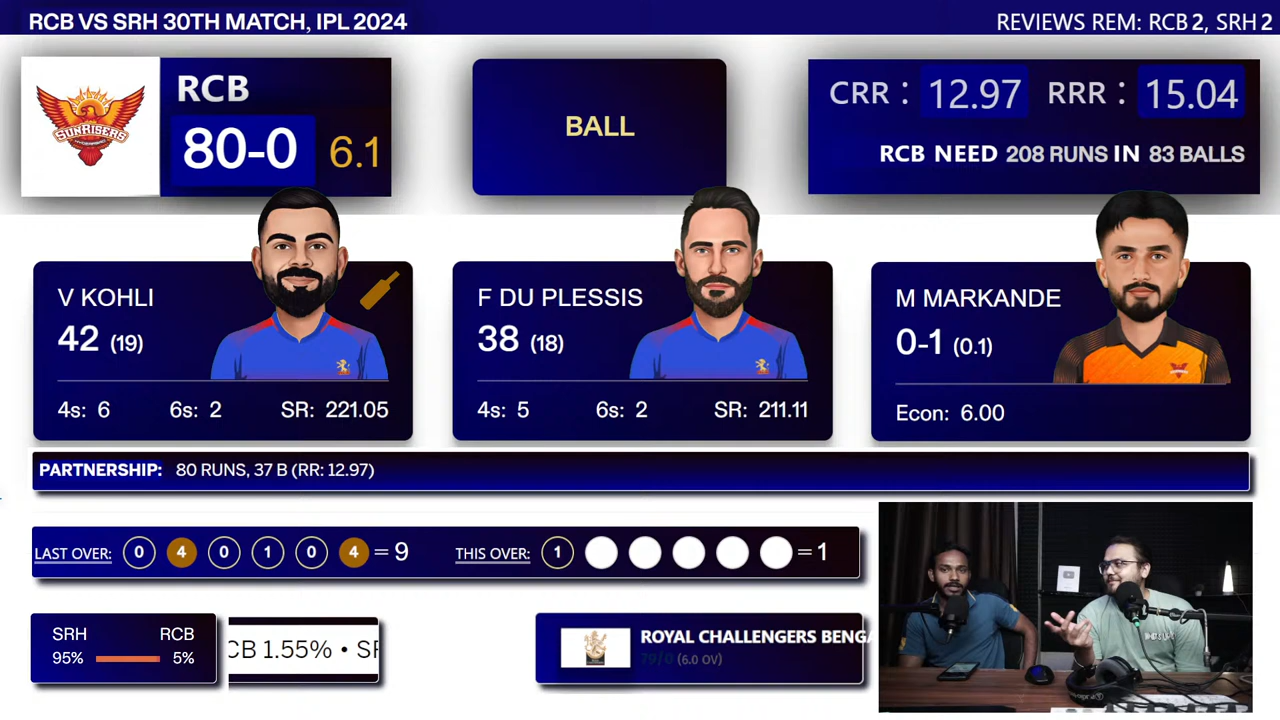 RCB VS SRH 30TH MATCH, IPL 2024
REVIEWS REM: RCB 2, SRH 2
SUNRISERS
RCB
80-0 6.1
BALL
CRR : 12.97 RRR : 15.04
RCB NEED 208 RUNS IN 83 BALLS
V KOHLI
42 (19)
4s: 6 6s: 2 SR: 221.05
F DU PLESSIS
38 (18)
4s: 5 6s: 2 SR: 211.11
M MARKANDE
0-1 (0.1)
Econ: 6.00
PARTNERSHIP: 80 RUNS, 37 B (RR: 12.97)
LAST OVER: 0 4 0 1 0 4 = 9
THIS OVER: 1 = 1
SRH RCB
95% 5%
CB 1.55% • SR
ROYAL CHALLENGERS BENGA
79/0 (6.0 OV)